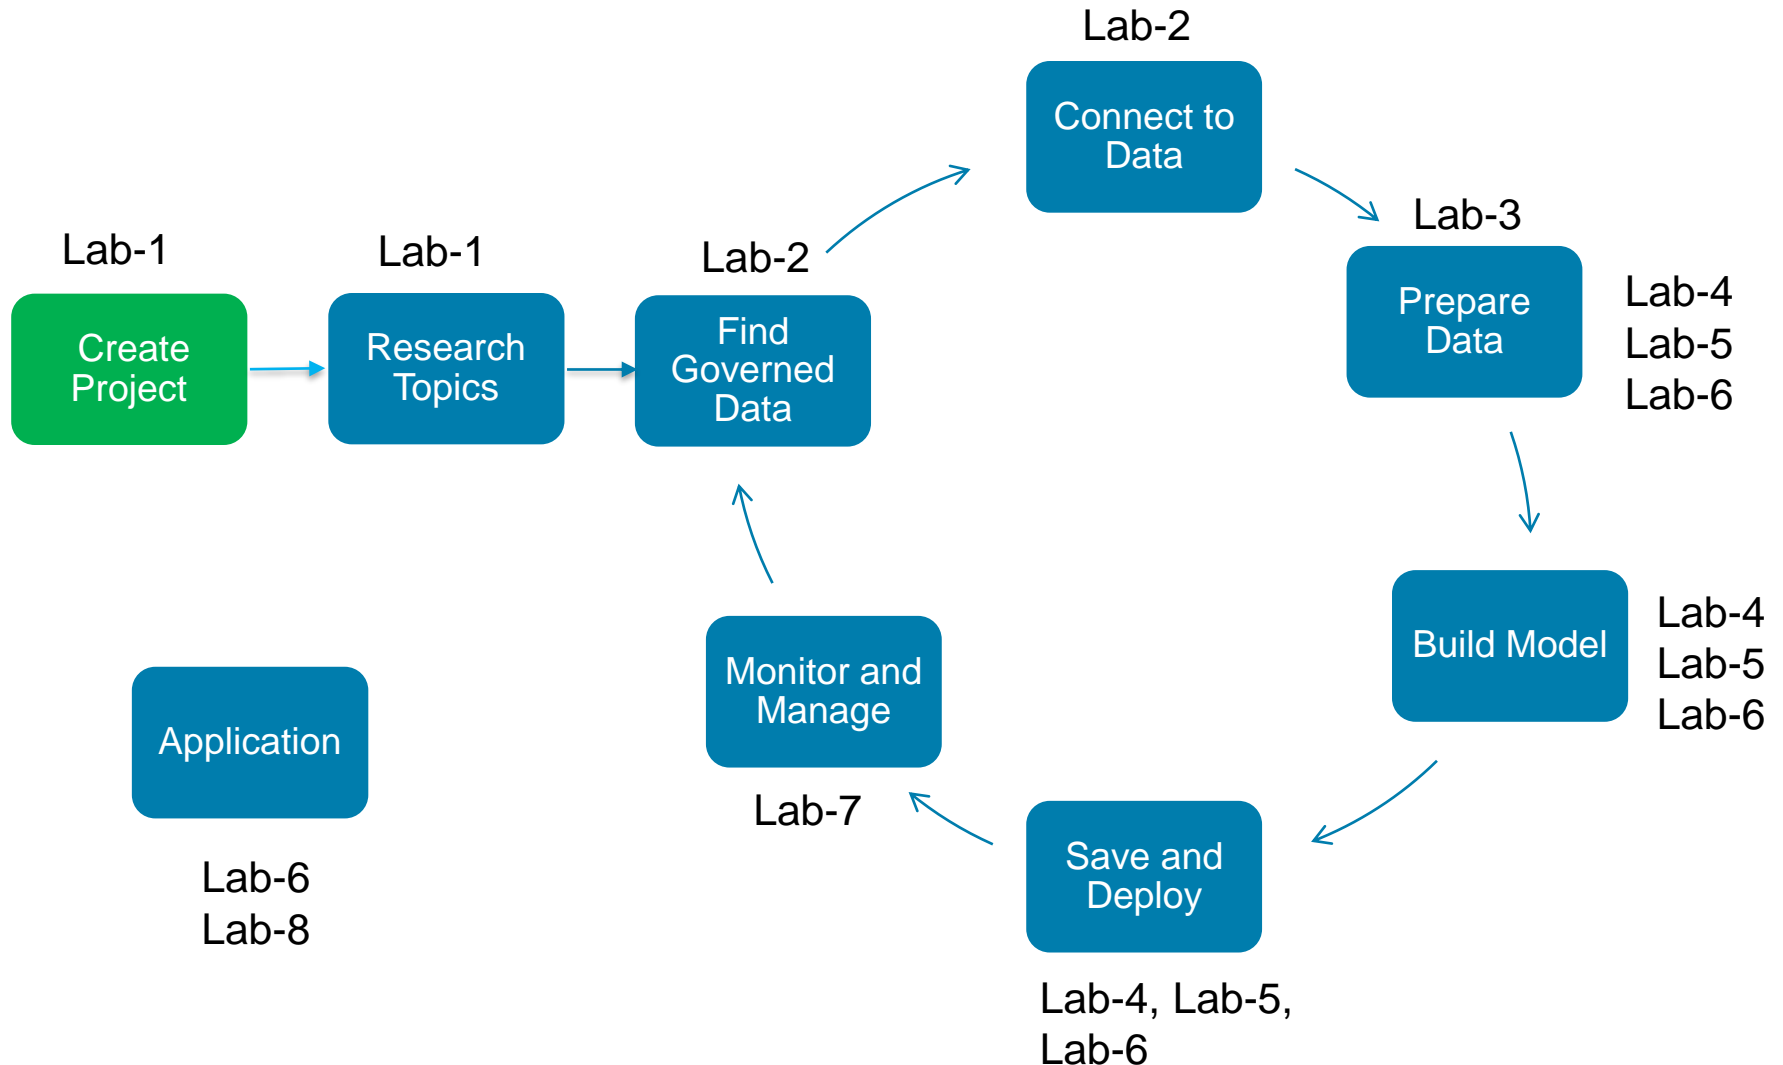 Lab-1
Create
Project
Lab-1
Research
Topics
Lab-2
Find
Governed
Data
Lab-2
Connect to
Data
Lab-3
Prepare
Data
Lab-4
Lab-5
Lab-6
Build Model
Lab-4
Lab-5
Lab-6
Save and
Deploy
Lab-4, Lab-5,
Lab-6
Monitor and
Manage
Lab-7
Application
Lab-6
Lab-8